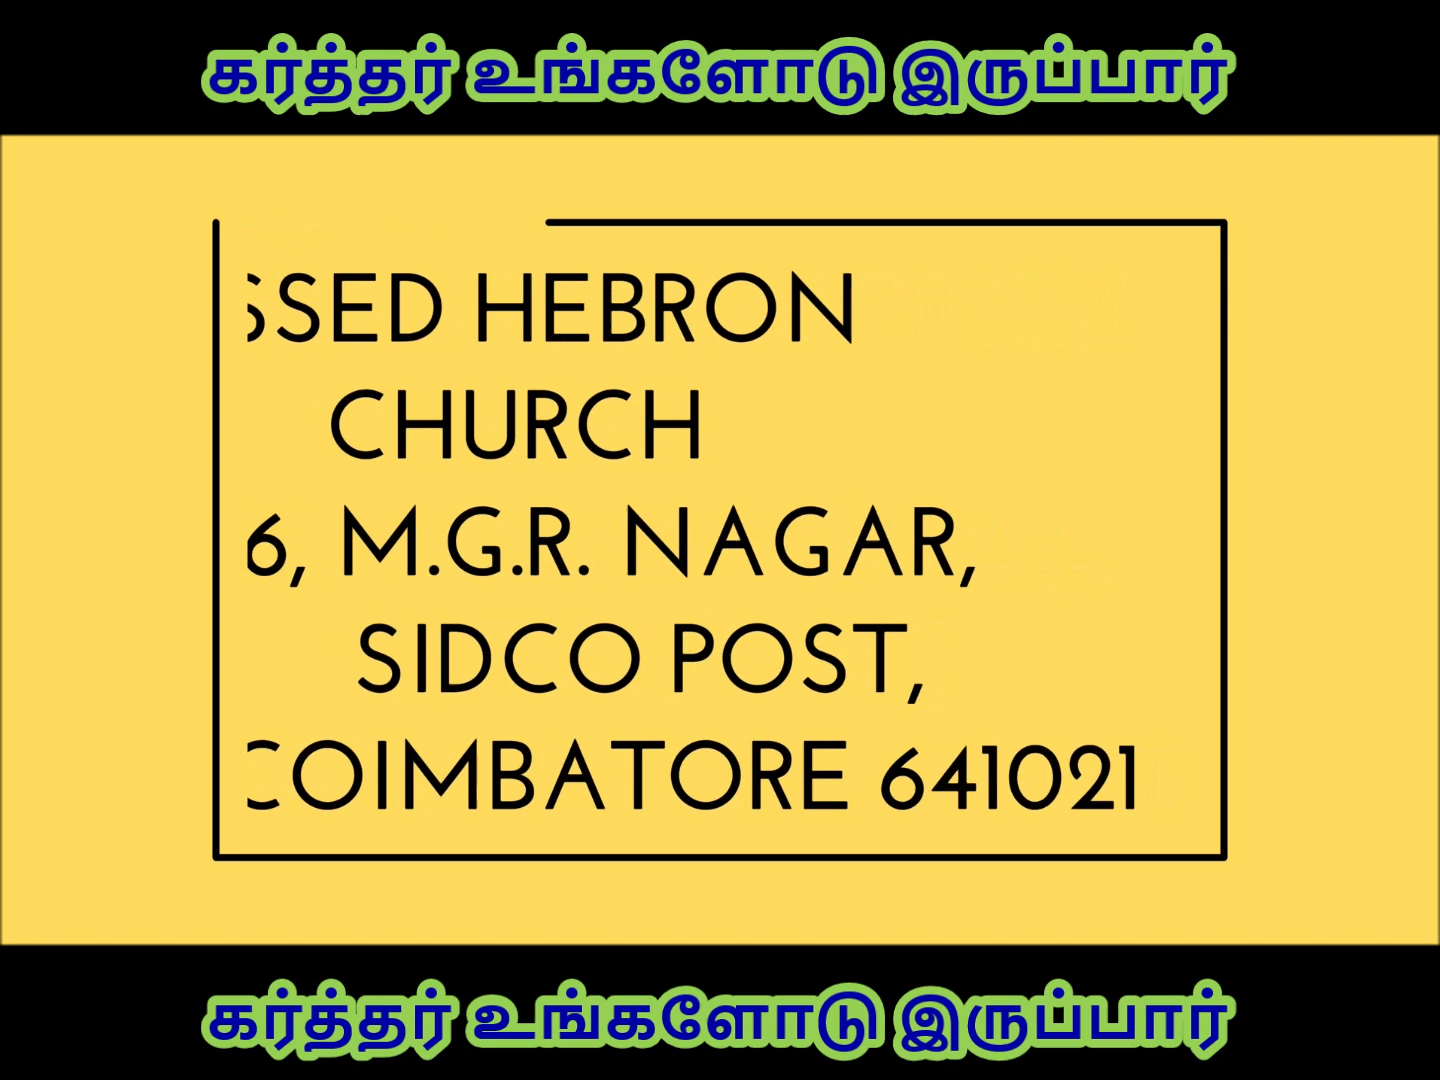 கர்த்தர் உங்களோடு இருப்பார்
SSED HEBRON
CHURCH
6, M.G.R. NAGAR,
SIDCO POST,
COIMBATORE 641021
கர்த்தர் உங்களோடு இருப்பார்